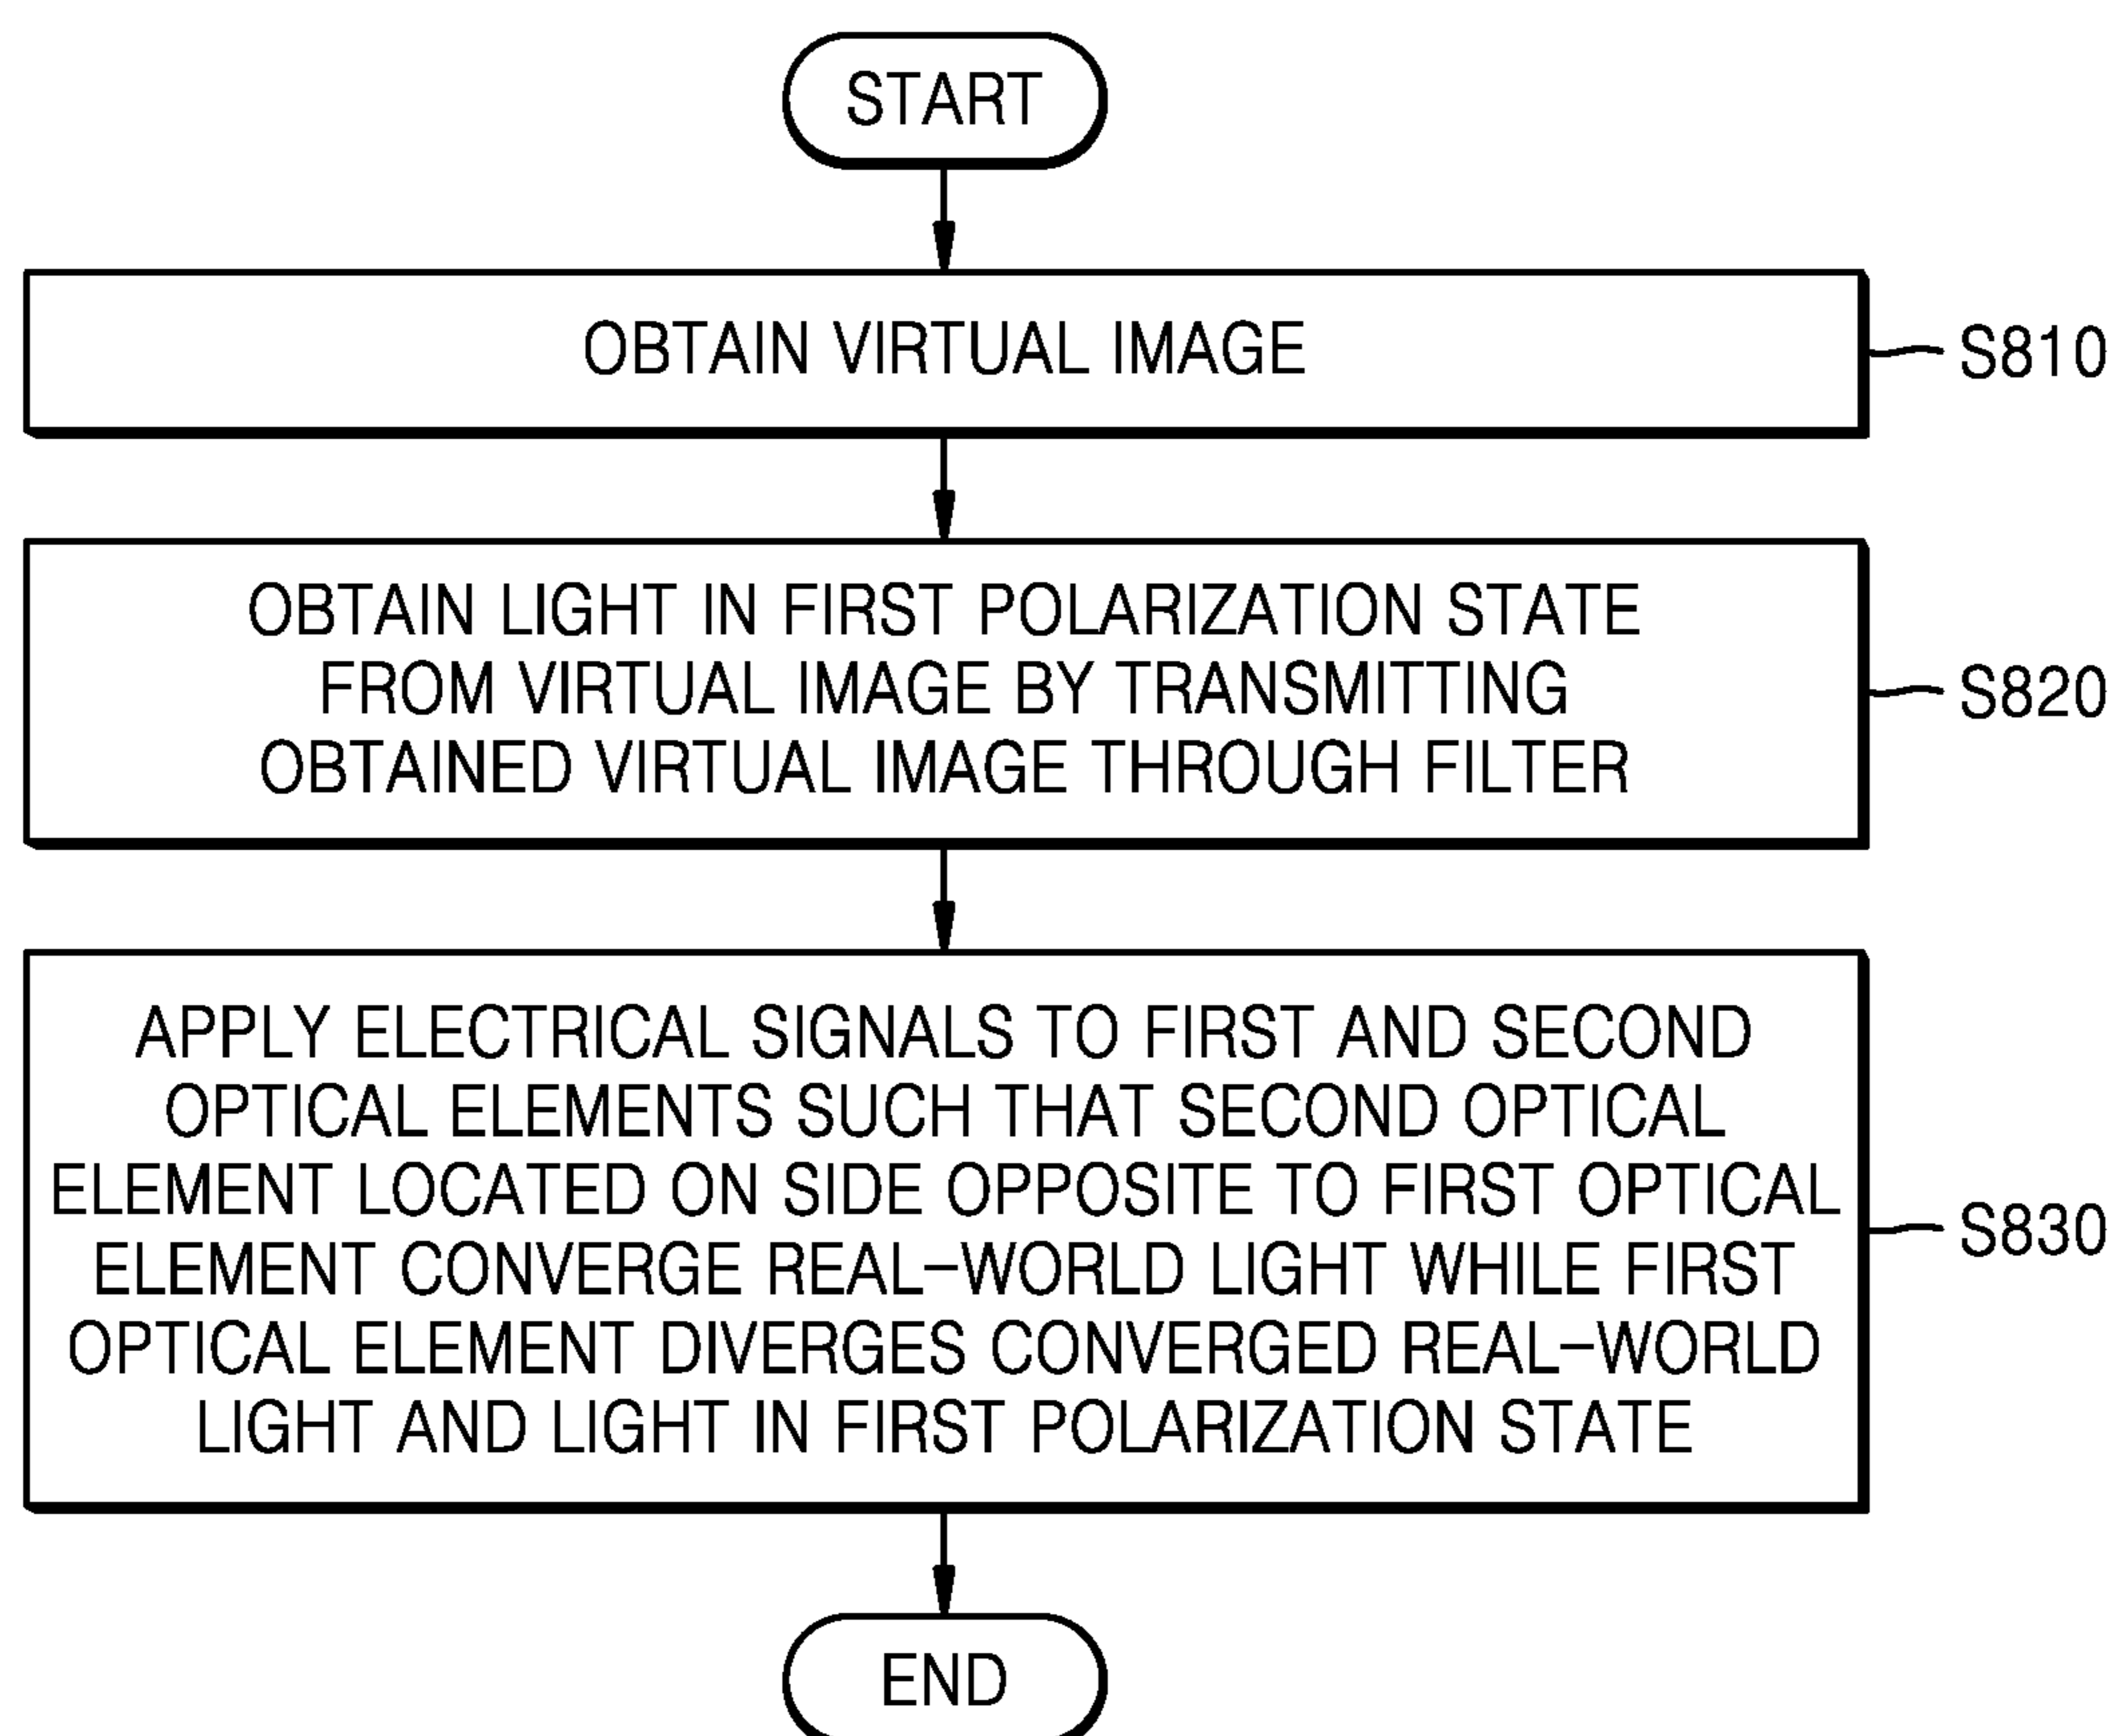 START
OBTAIN VIRTUAL IMAGE
S810
OBTAIN LIGHT IN FIRST POLARIZATION STATE
FROM VIRTUAL IMAGE BY TRANSMITTING
OBTAINED VIRTUAL IMAGE THROUGH FILTER
S820
APPLY ELECTRICAL SIGNALS TO FIRST AND SECOND
OPTICAL ELEMENTS SUCH THAT SECOND OPTICAL
ELEMENT LOCATED ON SIDE OPPOSITE TO FIRST OPTICAL
ELEMENT CONVERGE REAL-WORLD LIGHT WHILE FIRST
OPTICAL ELEMENT DIVERGES CONVERGED REAL-WORLD
LIGHT AND LIGHT IN FIRST POLARIZATION STATE
S830
END